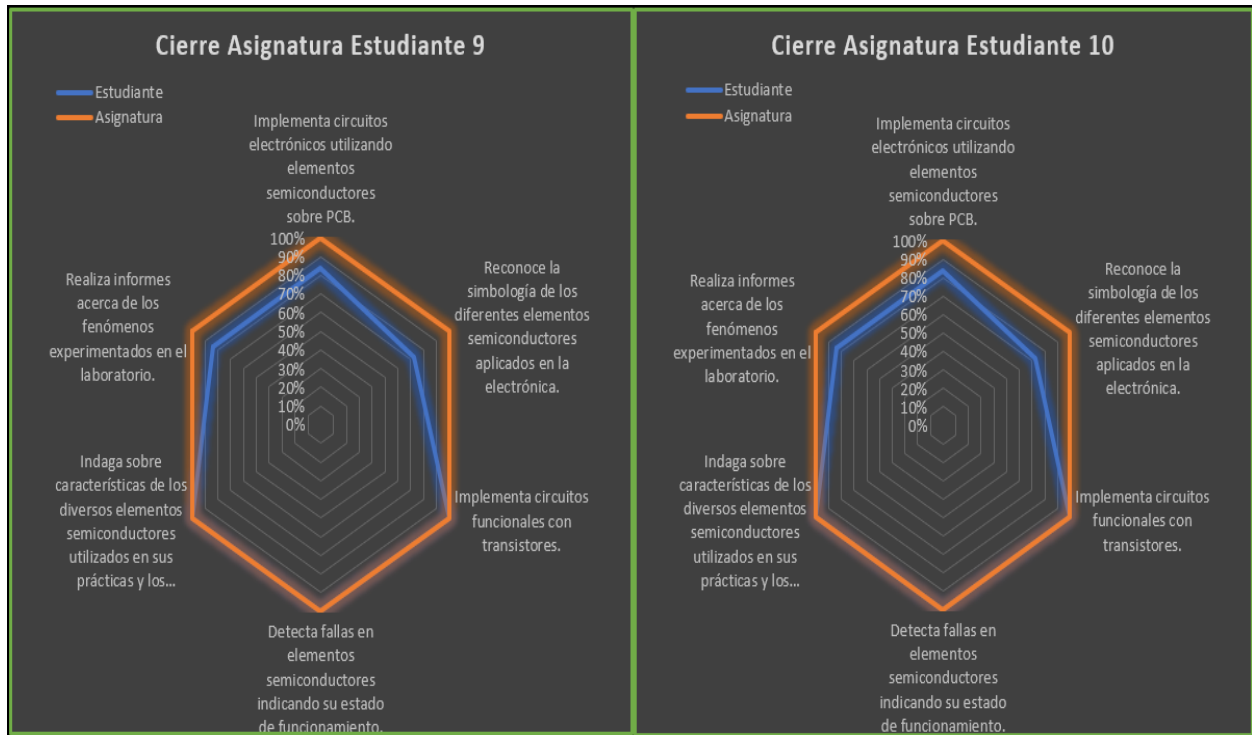 Cierre Asignatura Estudiante 9
Estudiante
Asignatura
Implementa circuitos
electrónicos utilizando
elementos
semiconductores
sobre PCB.
100%
90%
80%
70%
60%
50%
40%
30%
20%
10%
0%
Reconoce la
simbología de los
diferentes elementos
semiconductores
aplicados en la
electrónica.
Implementa circuitos
funcionales con
transistores.
Detecta fallas en
elementos
semiconductores
indicando su estado
de funcionamiento.
Indaga sobre
características de los
diversos elementos
semiconductores
utilizados en sus
prácticas y los...
Realiza informes
acerca de los
fenómenos
experimentados en el
laboratorio.
Cierre Asignatura Estudiante 10
Estudiante
Asignatura
Implementa circuitos
electrónicos utilizando
elementos
semiconductores
sobre PCB.
100%
90%
80%
70%
60%
50%
40%
30%
20%
10%
0%
Reconoce la
simbología de los
diferentes elementos
semiconductores
aplicados en la
electrónica.
Implementa circuitos
funcionales con
transistores.
Detecta fallas en
elementos
semiconductores
indicando su estado
de funcionamiento.
Indaga sobre
características de los
diversos elementos
semiconductores
utilizados en sus
prácticas y los...
Realiza informes
acerca de los
fenómenos
experimentados en el
laboratorio.